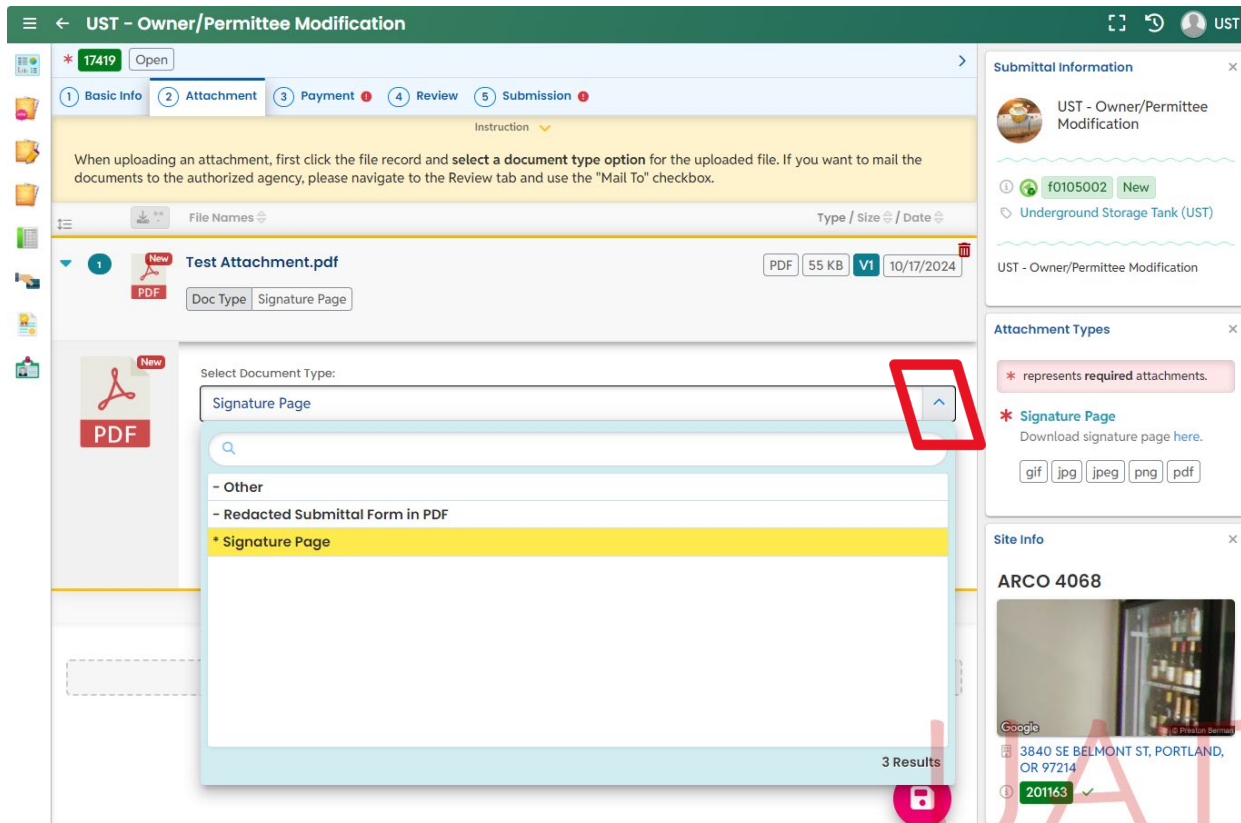 UST - Owner/Permittee Modification
UST
* 17419 Open
1 Basic Info 2 Attachment 3 Payment 4 Review 5 Submission
Instruction
When uploading an attachment, first click the file record and select a document type option for the uploaded file. If you want to mail the
documents to the authorized agency, please navigate to the Review tab and use the "Mail To" checkbox.
File Names Type / Size / Date
1 New PDF Test Attachment.pdf PDF 55 KB V1 10/17/2024
Doc Type Signature Page
New
PDF
Select Document Type:
Signature Page
- Other
- Redacted Submittal Form in PDF
* Signature Page
3 Results
Submittal Information
UST - Owner/Permittee
Modification
f0105002 New
Underground Storage Tank (UST)
UST - Owner/Permittee Modification
Attachment Types
* represents required attachments.
* Signature Page
Download signature page here.
gif jpg jpeg png pdf
Site Info
ARCO 4068
Google
© Preston Berman
3840 SE BELMONT ST, PORTLAND,
OR 97214
201163
UAT